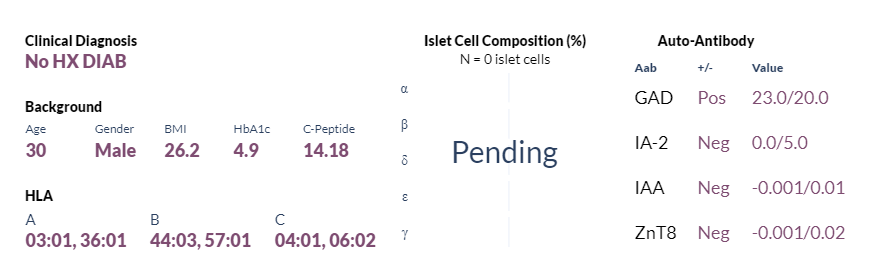 Clinical Diagnosis
No HX DIAB
Background
Age Gender BMI HbA1c C-Peptide
30 Male 26.2 4.9 14.18
HLA
A B C
03:01, 36:01 44:03, 57:01 04:01, 06:02
Islet Cell Composition (%)
N = 0 islet cells
α
β
δ
ε
γ
Pending
Auto-Antibody
Aab +/- Value
GAD Pos 23.0/20.0
IA-2 Neg 0.0/5.0
IAA Neg -0.001/0.01
ZnT8 Neg -0.001/0.02